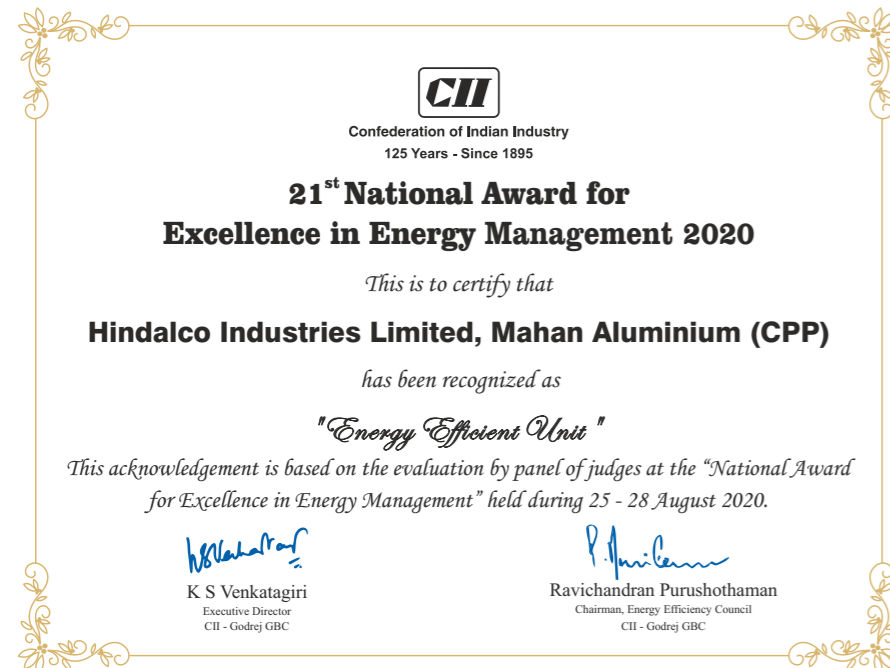 CII
Confederation of Indian Industry
125 Years - Since 1895
21st National Award for
Excellence in Energy Management 2020
This is to certify that
Hindalco Industries Limited, Mahan Aluminium (CPP)
has been recognized as
"Energy Efficient Unit "
This acknowledgement is based on the evaluation by panel of judges at the “National Award
for Excellence in Energy Management” held during 25 - 28 August 2020.
K S Venkatagiri
Executive Director
CII - Godrej GBC
Ravichandran Purushothaman
Chairman, Energy Efficiency Council
CII - Godrej GBC